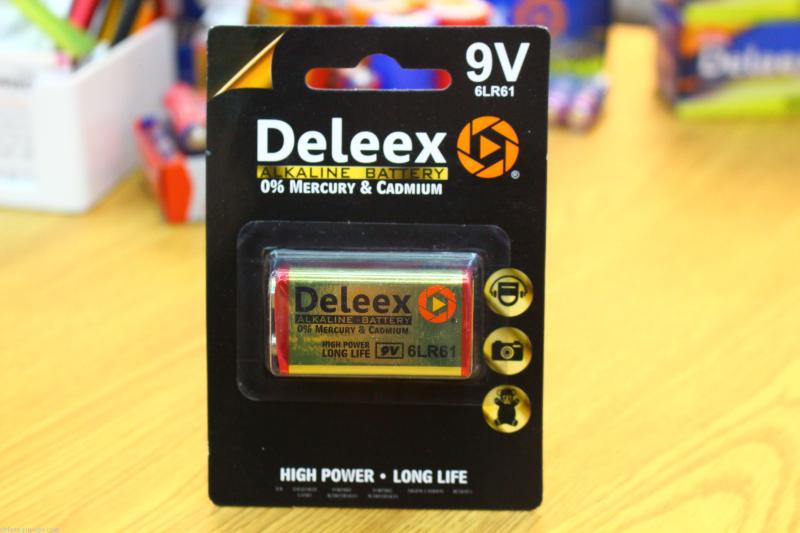 9V
6LR61
Deleex
ALKALINE BATTERY
0% MERCURY & CADMIUM
®
Deleex
ALKALINE BATTERY
0% MERCURY & CADMIUM
HIGH POWER
LONG LIFE
9V 6LR61
HIGH POWER • LONG LIFE
Deleex